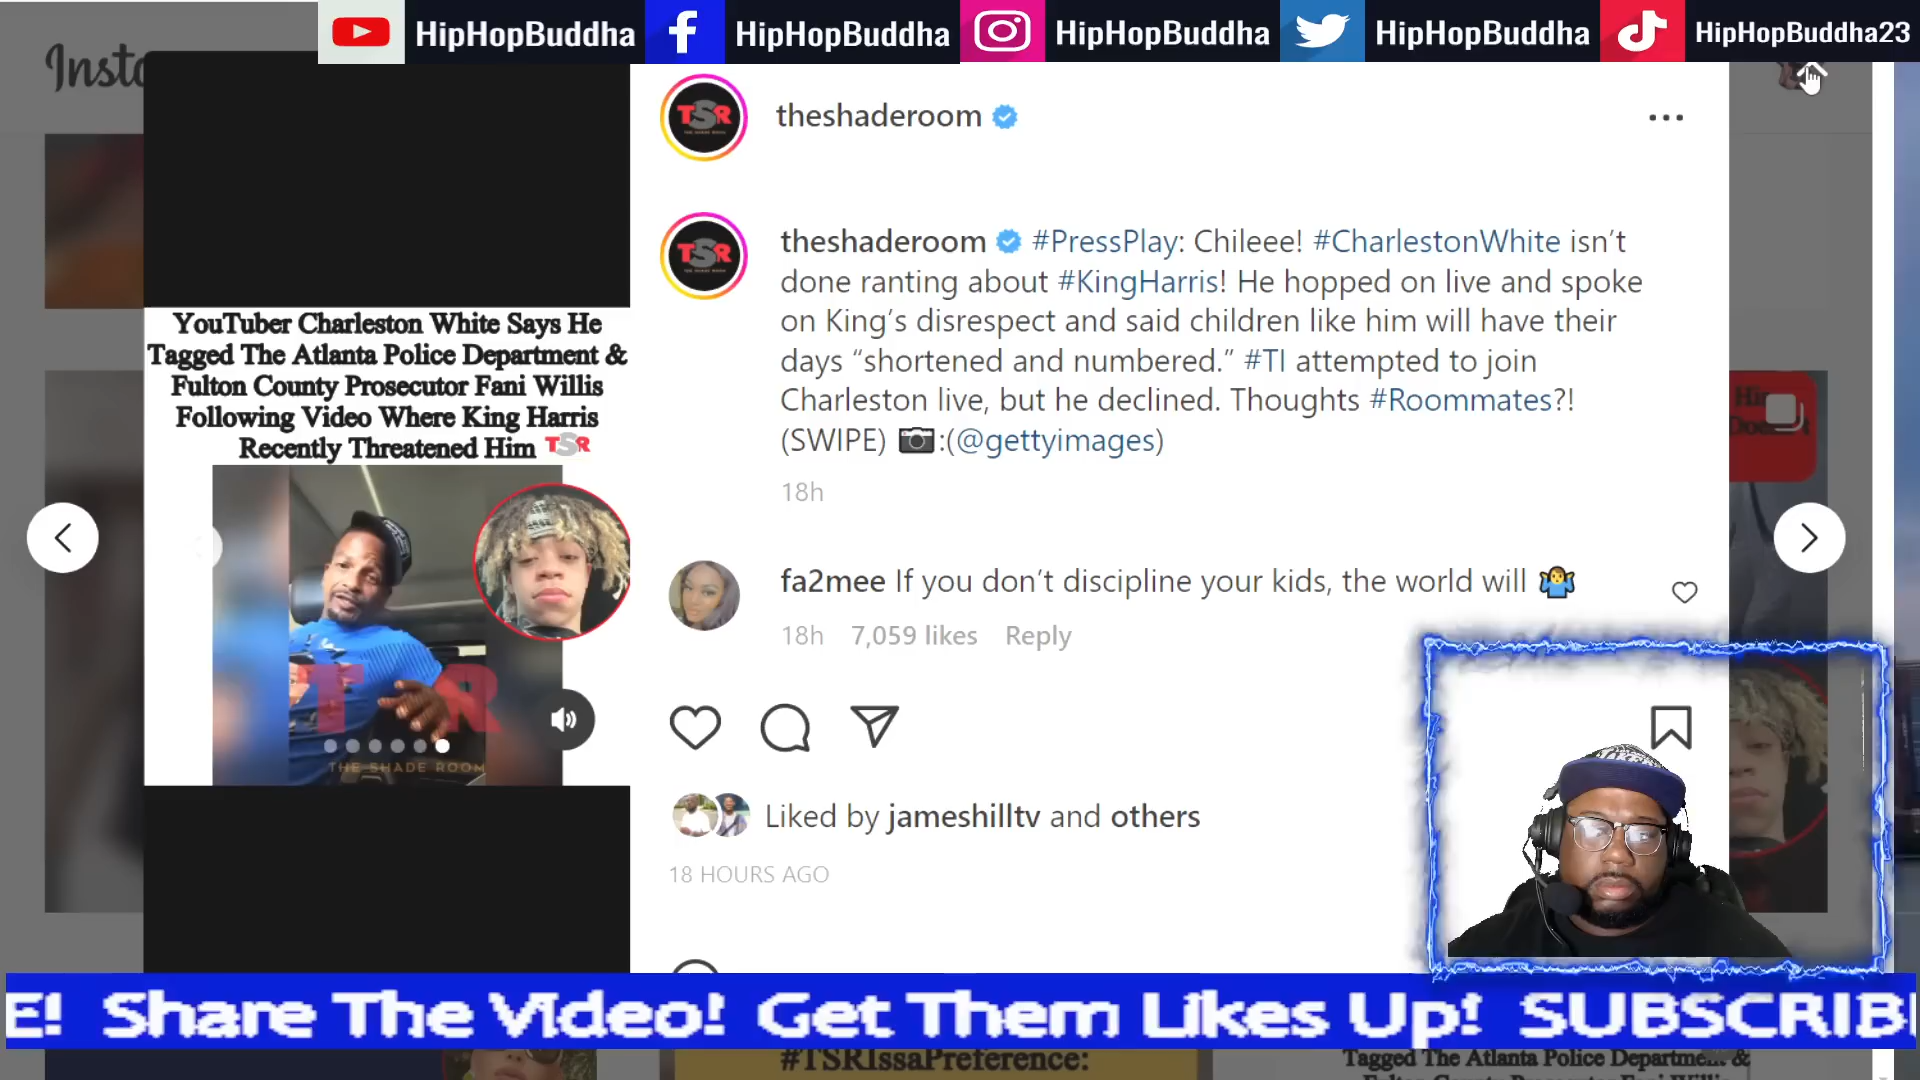 HipHopBuddha
HipHopBuddha
HipHopBuddha
HipHopBuddha
HipHopBuddha23
Insta
TSR
theshaderoom
TSR
theshaderoom #PressPlay: Chileee! #CharlestonWhite isn't
done ranting about #KingHarris! He hopped on live and spoke
on King's disrespect and said children like him will have their
days “shortened and numbered.” #TI attempted to join
Charleston live, but he declined. Thoughts #Roommates?!
(SWIPE) 📷:(@gettyimages)
18h
YouTuber Charleston White Says He
Tagged The Atlanta Police Department &
Fulton County Prosecutor Fani Willis
Following Video Where King Harris
Recently Threatened Him TSR
T R
THE SHADE ROOM
fa2mee If you don't discipline your kids, the world will 🤷‍♂️
18h 7,059 likes Reply
Liked by jameshilltv and others
18 HOURS AGO
E! Share The Video! Get Them Likes Up! SUBSCRIB
#TSRIssaPreference:
Tagged The Atlanta Police Department &